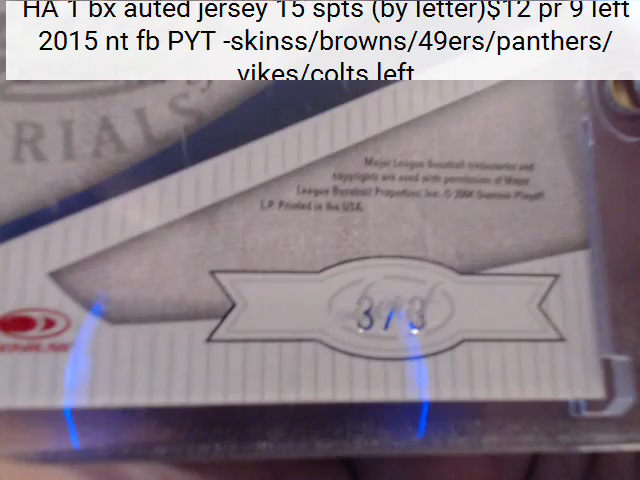 HA 1 bx auted jersey 15 spts (by letter)$12 pr 9 left
2015 nt fb PYT -skinss/browns/49ers/panthers/
vikes/colts left
RIALS
Major League Baseball trademarks and
copyrights are used with permission of Major
League Baseball Properties, Inc. © Donruss Playoff
L.P. Printed in the USA.
3/3